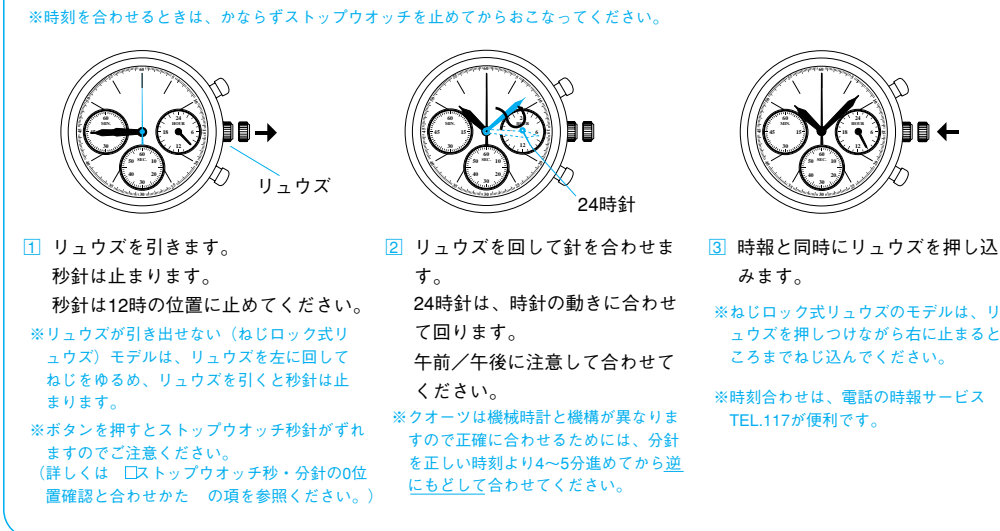 ※時刻を合わせるときは、かならずストップウオッチを止めてからおこなってください。
リュウズ
24時針
1 リュウズを引きます。
秒針は止まります。
秒針は12時の位置に止めてください。
※リュウズが引き出せない（ねじロック式リ
ュウズ）モデルは、リュウズを左に回して
ねじをゆるめ、リュウズを引くと秒針は止
まります。
※ボタンを押すとストップウオッチ秒針がずれ
ますのでご注意ください。
（詳しくは　□ストップウオッチ秒・分針の0位
置確認と合わせかた　の項を参照ください。）
2 リュウズを回して針を合わせま
す。
24時針は、時針の動きに合わせ
て回ります。
午前／午後に注意して合わせて
ください。
※クオーツは機械時計と機構が異なりま
すので正確に合わせるためには、分針
を正しい時刻より4〜5分進めてから逆
にもどして合わせてください。
3 時報と同時にリュウズを押し込
みます。
※ねじロック式リュウズのモデルは、リ
ュウズを押しつけながら右に止まると
ころまでねじ込んでください。
※時刻合わせは、電話の時報サービス
TEL.117が便利です。